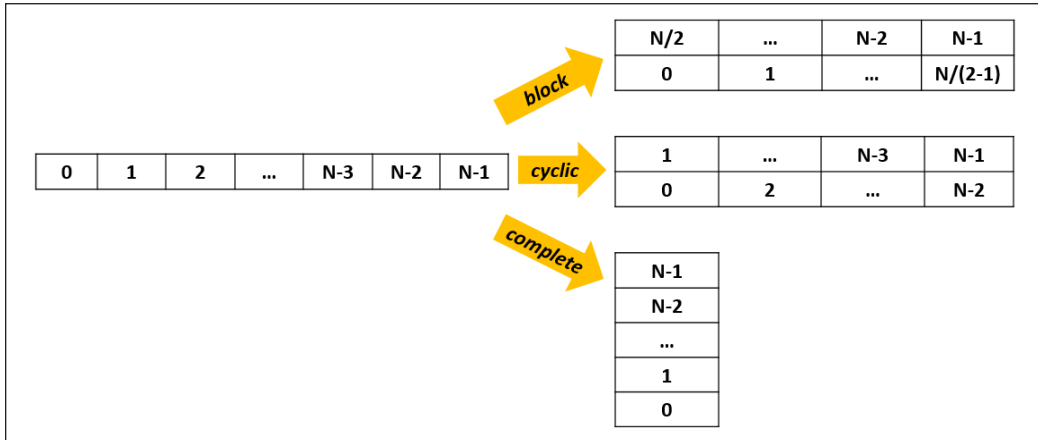 0 1 2 ... N-3 N-2 N-1
block
N/2 ... N-2 N-1
0 1 ... N/(2-1)
cyclic
1 ... N-3 N-1
0 2 ... N-2
complete
N-1
N-2
...
1
0